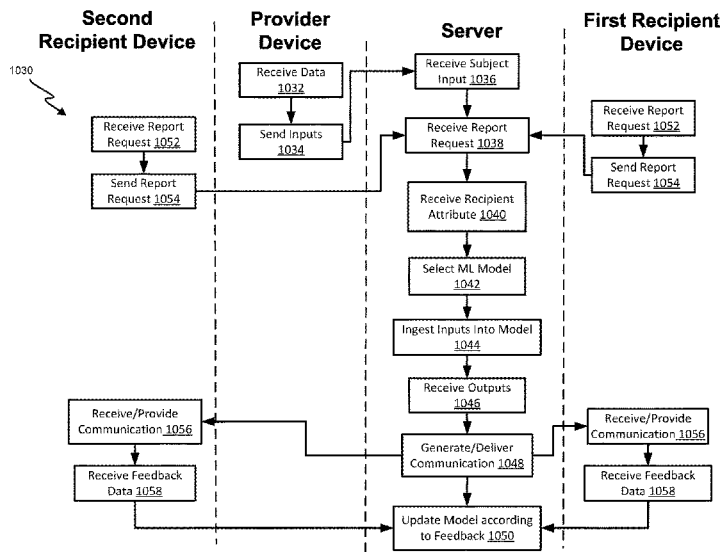 Second
Recipient Device
Provider
Device
Server
First Recipient
Device
1030
Receive Data
1032
Send Inputs
1034
Receive Subject
Input 1036
Receive Report
Request 1052
Send Report
Request 1054
Receive Report
Request 1038
Receive Report
Request 1052
Send Report
Request 1054
Receive Recipient
Attribute 1040
Select ML Model
1042
Ingest Inputs Into Model
1044
Receive Outputs
1046
Receive/Provide
Communication 1056
Receive Feedback
Data 1058
Generate/Deliver
Communication 1048
Receive/Provide
Communication 1056
Receive Feedback
Data 1058
Update Model according
to Feedback 1050